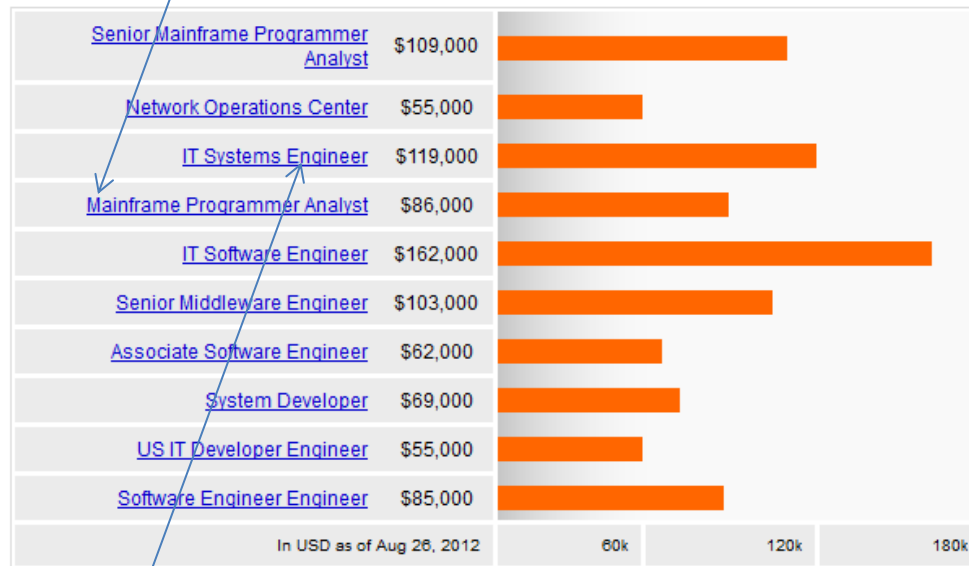 Senior Mainframe Programmer
Analyst $109,000
Network Operations Center $55,000
IT Systems Engineer $119,000
Mainframe Programmer Analyst $86,000
IT Software Engineer $162,000
Senior Middleware Engineer $103,000
Associate Software Engineer $62,000
System Developer $69,000
US IT Developer Engineer $55,000
Software Engineer Engineer $85,000
In USD as of Aug 26, 2012 60k 120k 180k